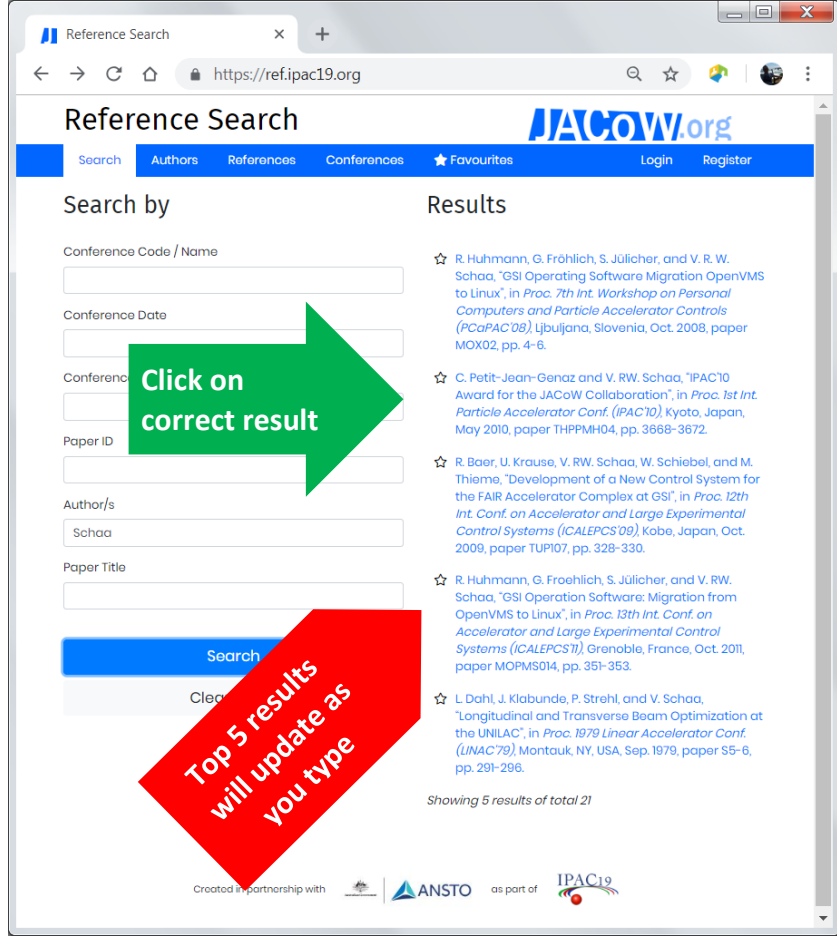 Reference Search
https://ref.ipac19.org
Reference Search
JACoW.org
Search
Authors
References
Conferences
Favourites
Login
Register
Search by
Conference Code / Name
Conference Date
Conference
Paper ID
Author/s
Schaa
Paper Title
Search
Clea
Click on
correct result
Top 5 results
will update as
you type
Results
R. Huhmann, G. Fröhlich, S. Jülicher, and V. R. W.
Schaa, “GSI Operating Software Migration OpenVMS
to Linux”, in Proc. 7th Int. Workshop on Personal
Computers and Particle Accelerator Controls
(PCaPAC'08), Ljbuljana, Slovenia, Oct. 2008, paper
MOX02, pp. 4-6.
C. Petit-Jean-Genaz and V. RW. Schaa, “IPAC'10
Award for the JACoW Collaboration”, in Proc. 1st Int.
Particle Accelerator Conf. (IPAC'10), Kyoto, Japan,
May 2010, paper THPPMH04, pp. 3668-3672.
R. Baer, U. Krause, V. RW. Schaa, W. Schiebel, and M.
Thieme, “Development of a New Control System for
the FAIR Accelerator Complex at GSI”, in Proc. 12th
Int. Conf. on Accelerator and Large Experimental
Control Systems (ICALEPCS'09), Kobe, Japan, Oct.
2009, paper TUP107, pp. 328-330.
R. Huhmann, G. Froehlich, S. Jülicher, and V. RW.
Schaa, “GSI Operation Software: Migration from
OpenVMS to Linux”, in Proc. 13th Int. Conf. on
Accelerator and Large Experimental Control
Systems (ICALEPCS'11), Grenoble, France, Oct. 2011,
paper MOPMS014, pp. 351-353.
L. Dahl, J. Klabunde, P. Strehl, and V. Schaa,
“Longitudinal and Transverse Beam Optimization at
the UNILAC”, in Proc. 1979 Linear Accelerator Conf.
(LINAC'79), Montauk, NY, USA, Sep. 1979, paper S5-6,
pp. 291-296.
Showing 5 results of total 21
Created in partnership with
ANSTO
as part of
IPAC19